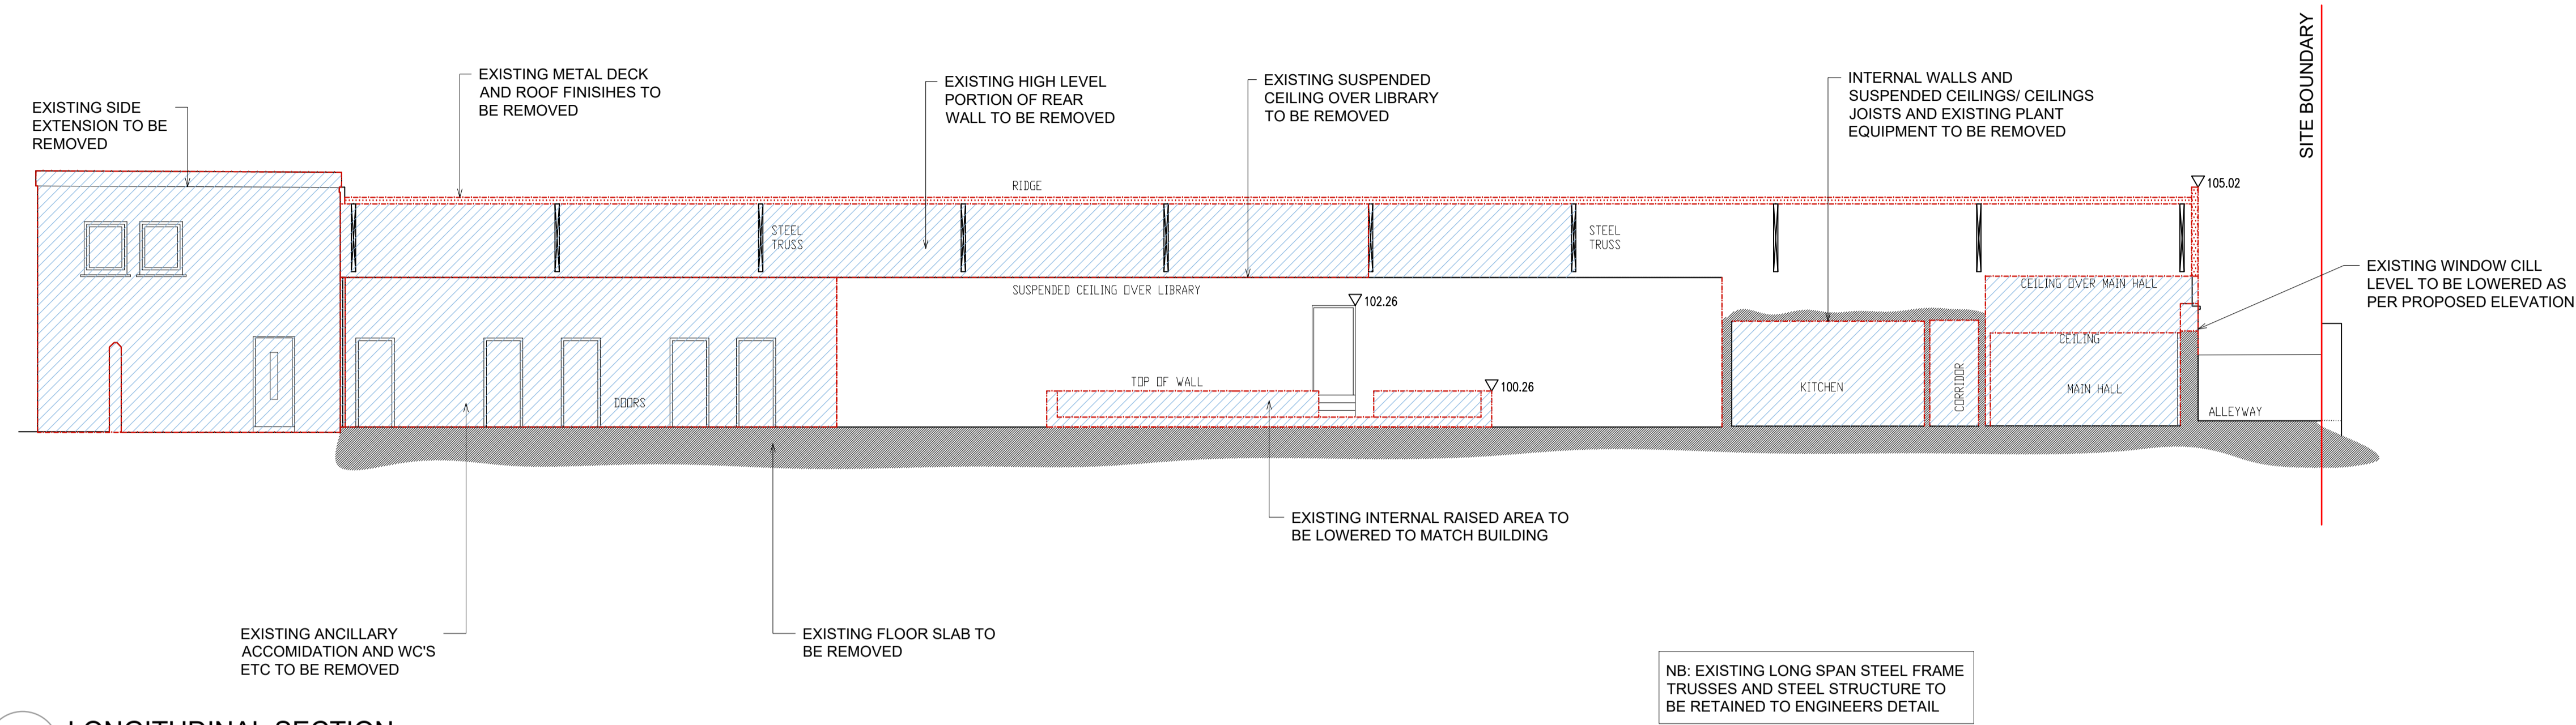 SITE BOUNDARY
EXISTING METAL DECK
AND ROOF FINISIHES TO
BE REMOVED
EXISTING HIGH LEVEL
PORTION OF REAR
WALL TO BE REMOVED
EXISTING SUSPENDED
CEILING OVER LIBRARY
TO BE REMOVED
INTERNAL WALLS AND
SUSPENDED CEILINGS/ CEILINGS
JOISTS AND EXISTING PLANT
EQUIPMENT TO BE REMOVED
EXISTING SIDE
EXTENSION TO BE
REMOVED
RIDGE
105.02
STEEL
TRUSS
STEEL
TRUSS
EXISTING WINDOW CILL
LEVEL TO BE LOWERED AS
PER PROPOSED ELEVATION
SUSPENDED CEILING OVER LIBRARY
CEILING OVER MAIN HALL
102.26
CEILING
TOP OF WALL
100.26
KITCHEN
CORRIDOR
MAIN HALL
DOORS
ALLEYWAY
EXISTING INTERNAL RAISED AREA TO
BE LOWERED TO MATCH BUILDING
EXISTING ANCILLARY
ACCOMIDATION AND WC'S
ETC TO BE REMOVED
EXISTING FLOOR SLAB TO
BE REMOVED
NB: EXISTING LONG SPAN STEEL FRAME
TRUSSES AND STEEL STRUCTURE TO
BE RETAINED TO ENGINEERS DETAIL
LONGITUDINAL SECTION